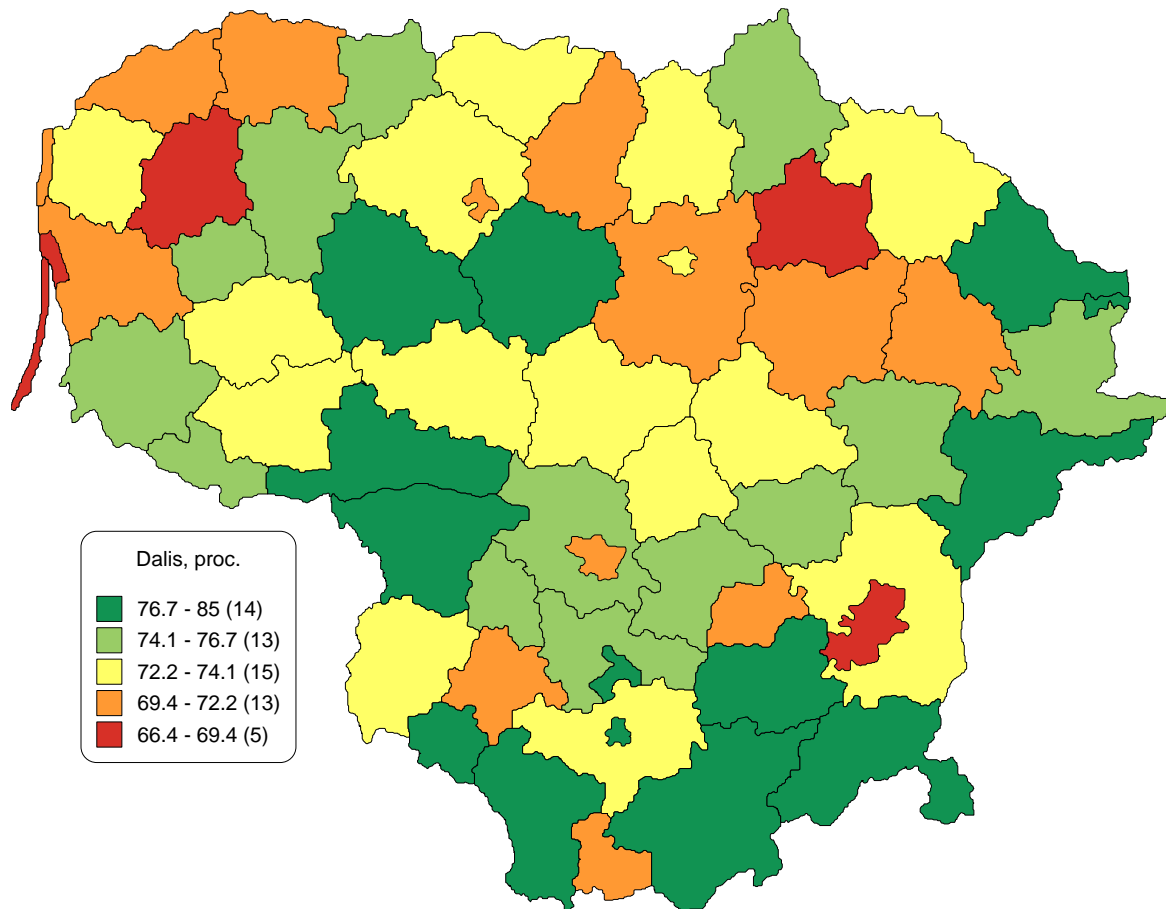 Dalis, proc.
76.7 - 85 (14)
74.1 - 76.7 (13)
72.2 - 74.1 (15)
69.4 - 72.2 (13)
66.4 - 69.4 (5)